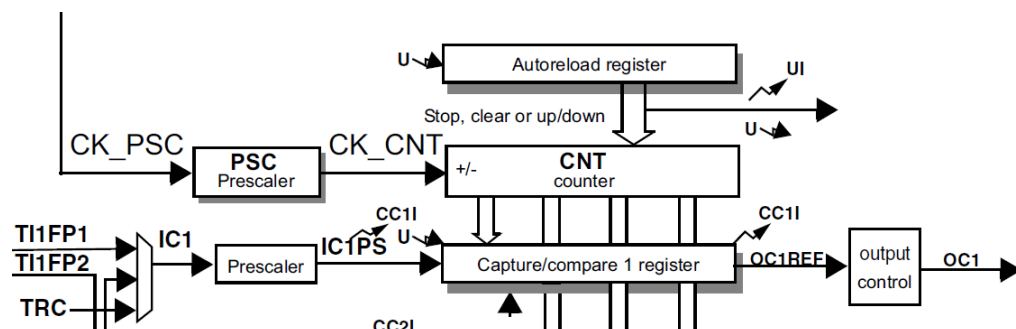 U
Autoreload register
UI
Stop, clear or up/down
U
CK_PSC
CK_CNT
PSC
Prescaler
+/-
CNT
counter
CC1I
CC1I
TI1FP1
IC1
IC1PS
U
TI1FP2
Prescaler
Capture/compare 1 register
OC1REF
output
control
OC1
TRC
CC2I